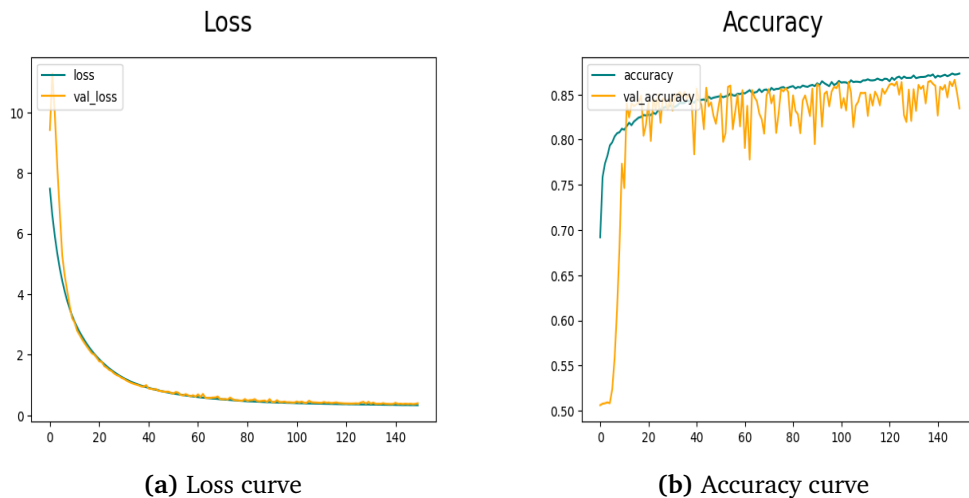 Loss
loss
val_loss
10
8
6
4
2
0
0 20 40 60 80 100 120 140
(a) Loss curve
Accuracy
accuracy
val_accuracy
0.85
0.80
0.75
0.70
0.65
0.60
0.55
0.50
0 20 40 60 80 100 120 140
(b) Accuracy curve